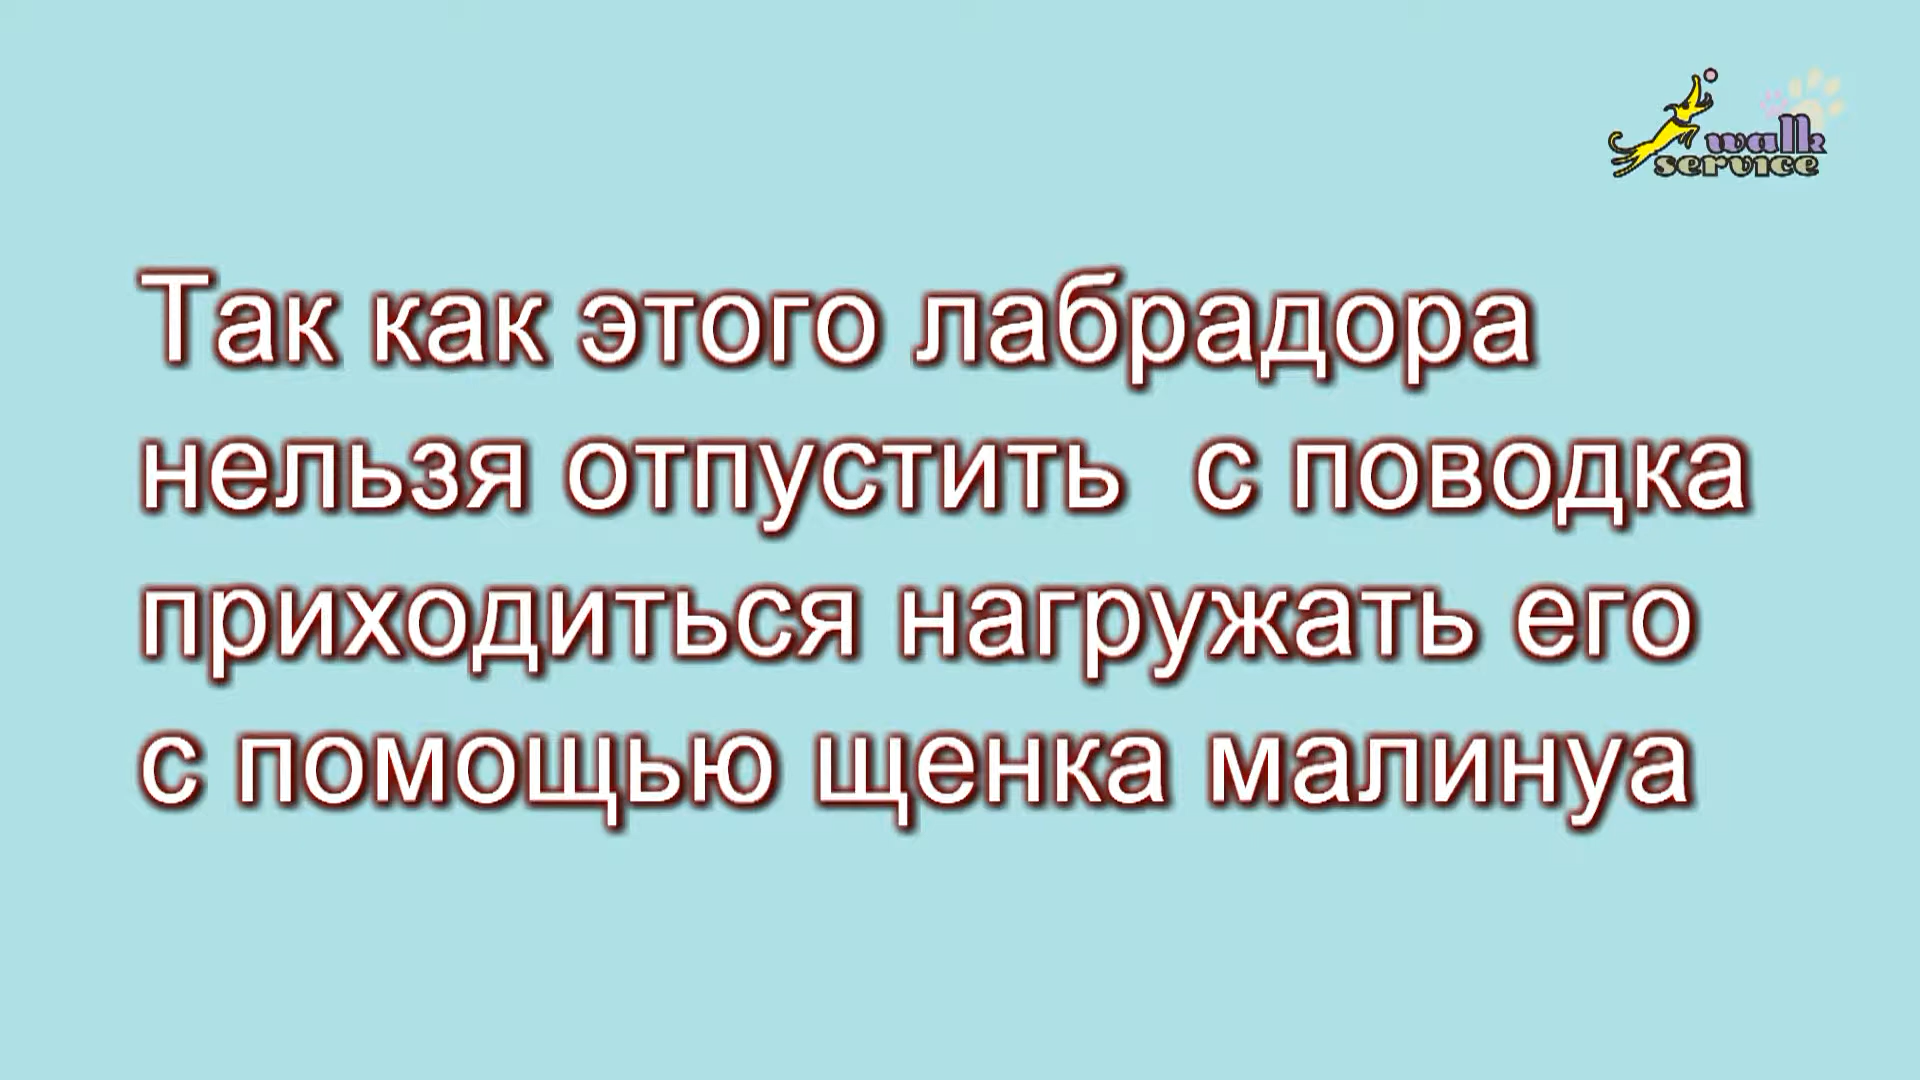 walk
service
Так как этого лабрадора
нельзя отпустить с поводка
приходиться нагружать его
с помощью щенка малинуа